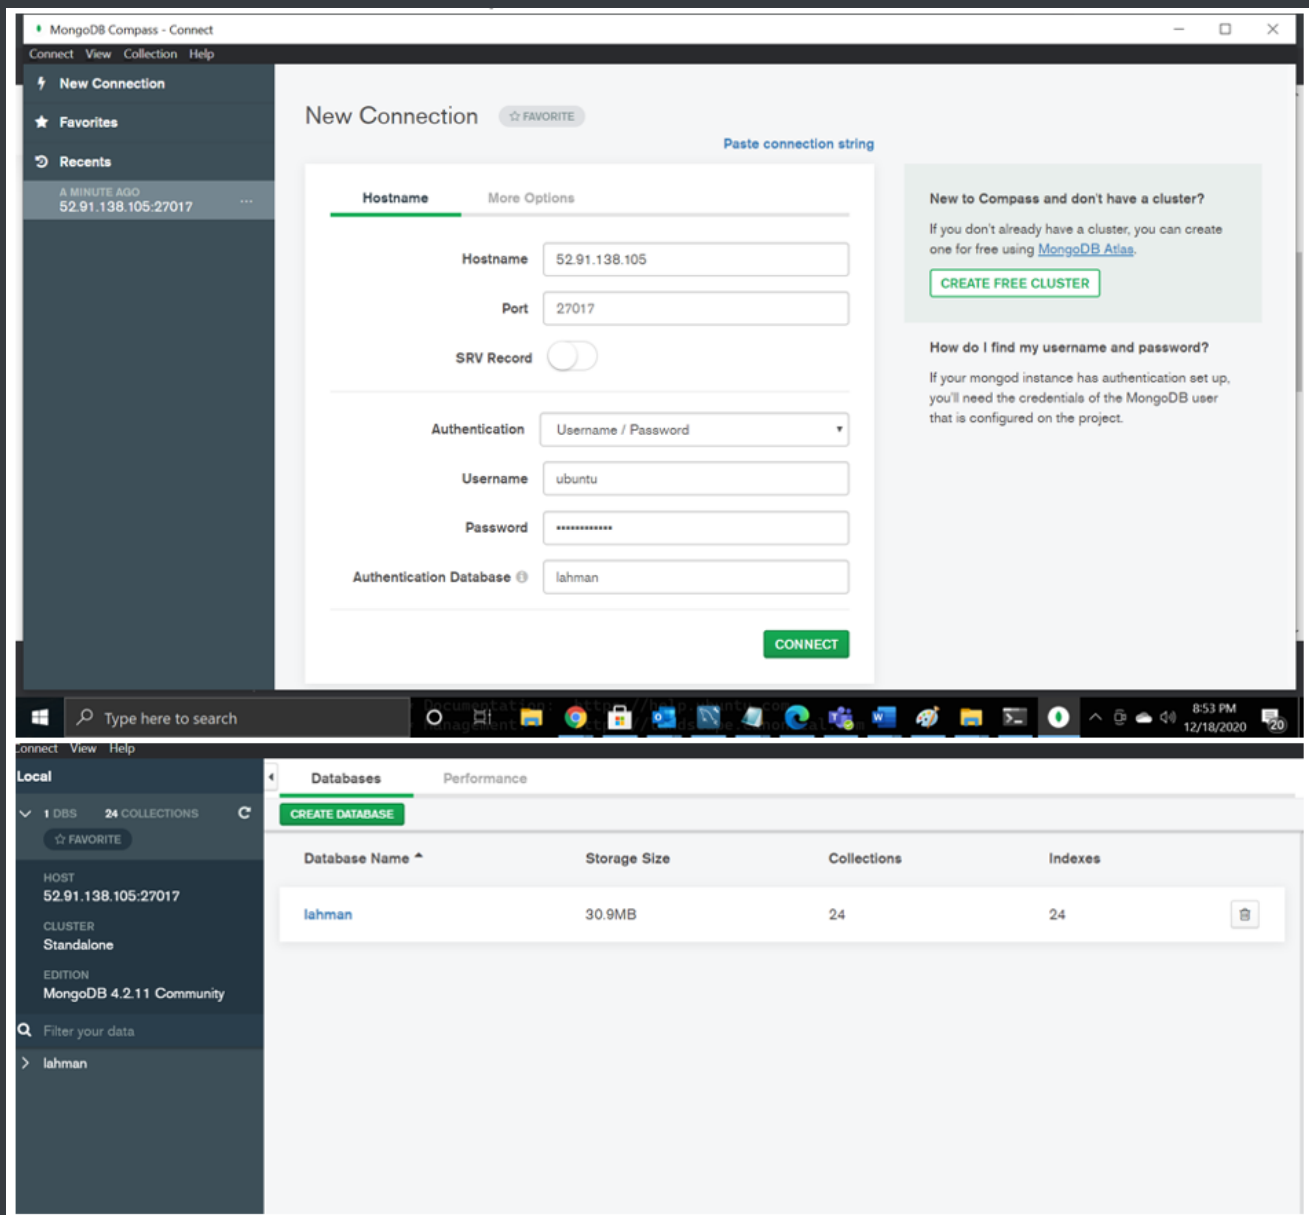 MongoDB Compass - Connect
Connect View Collection Help
New Connection
Favorites
Recents
A MINUTE AGO
52.91.138.105:27017
...
New Connection
FAVORITE
Paste connection string
Hostname More Options
Hostname 52.91.138.105
Port 27017
SRV Record
Authentication Username / Password
Username ubuntu
Password ••••••••••••
Authentication Database lahman
CONNECT
New to Compass and don't have a cluster?
If you don't already have a cluster, you can create
one for free using MongoDB Atlas.
CREATE FREE CLUSTER
How do I find my username and password?
If your mongod instance has authentication set up,
you'll need the credentials of the MongoDB user
that is configured on the project.
Type here to search
8:53 PM
12/18/2020
20
Connect View Help
Local
1 DBS 24 COLLECTIONS
FAVORITE
HOST
52.91.138.105:27017
CLUSTER
Standalone
EDITION
MongoDB 4.2.11 Community
Filter your data
lahman
Databases Performance
CREATE DATABASE
Database Name Storage Size Collections Indexes
lahman 30.9MB 24 24